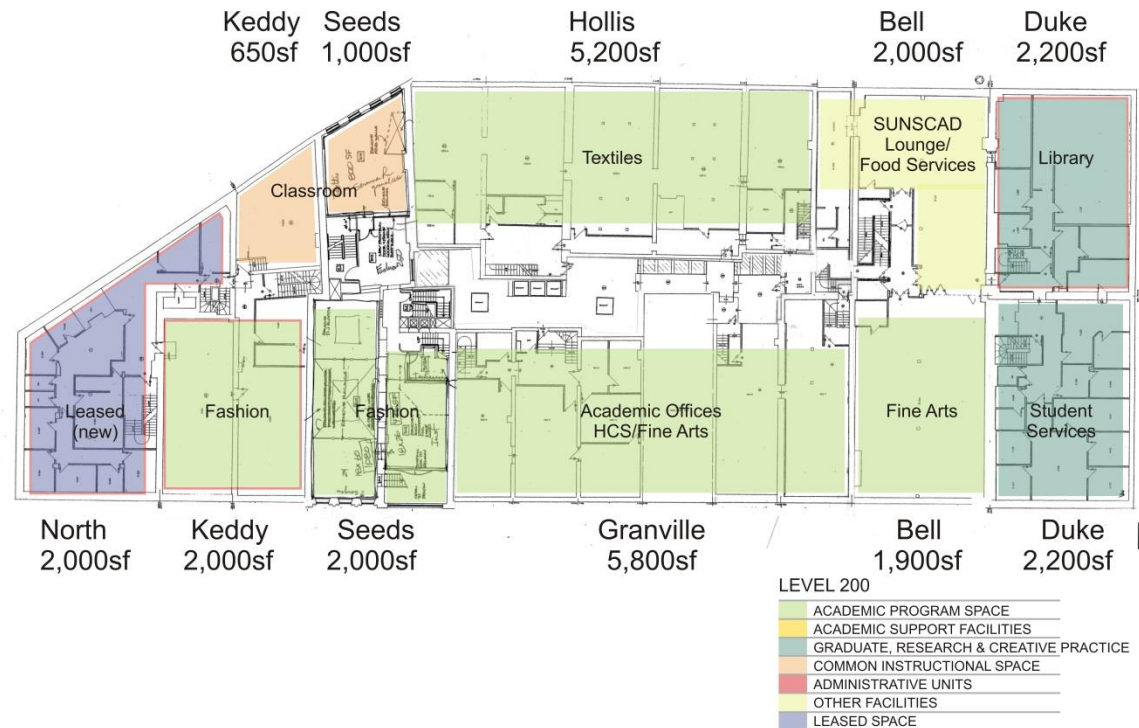 Keddy
650sf
Seeds
1,000sf
Hollis
5,200sf
Bell
2,000sf
Duke
2,200sf
Classroom
800 SF
Textiles
SUNSCAD
Lounge/
Food Services
Library
Leased
(new)
Fashion
Fashion
Academic Offices
HCS/Fine Arts
Fine Arts
Student
Services
North
2,000sf
Keddy
2,000sf
Seeds
2,000sf
Granville
5,800sf
Bell
1,900sf
Duke
2,200sf
LEVEL 200
ACADEMIC PROGRAM SPACE
ACADEMIC SUPPORT FACILITIES
GRADUATE, RESEARCH & CREATIVE PRACTICE
COMMON INSTRUCTIONAL SPACE
ADMINISTRATIVE UNITS
OTHER FACILITIES
LEASED SPACE